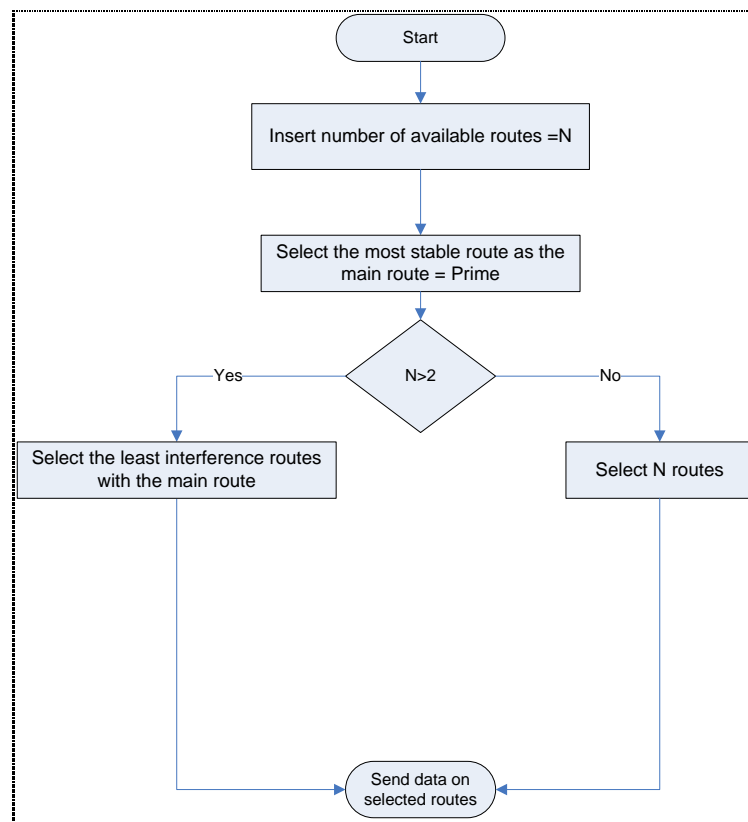 Start
Insert number of available routes =N
Select the most stable route as the
main route = Prime
N>2
Yes
No
Select the least interference routes
with the main route
Select N routes
Send data on
selected routes